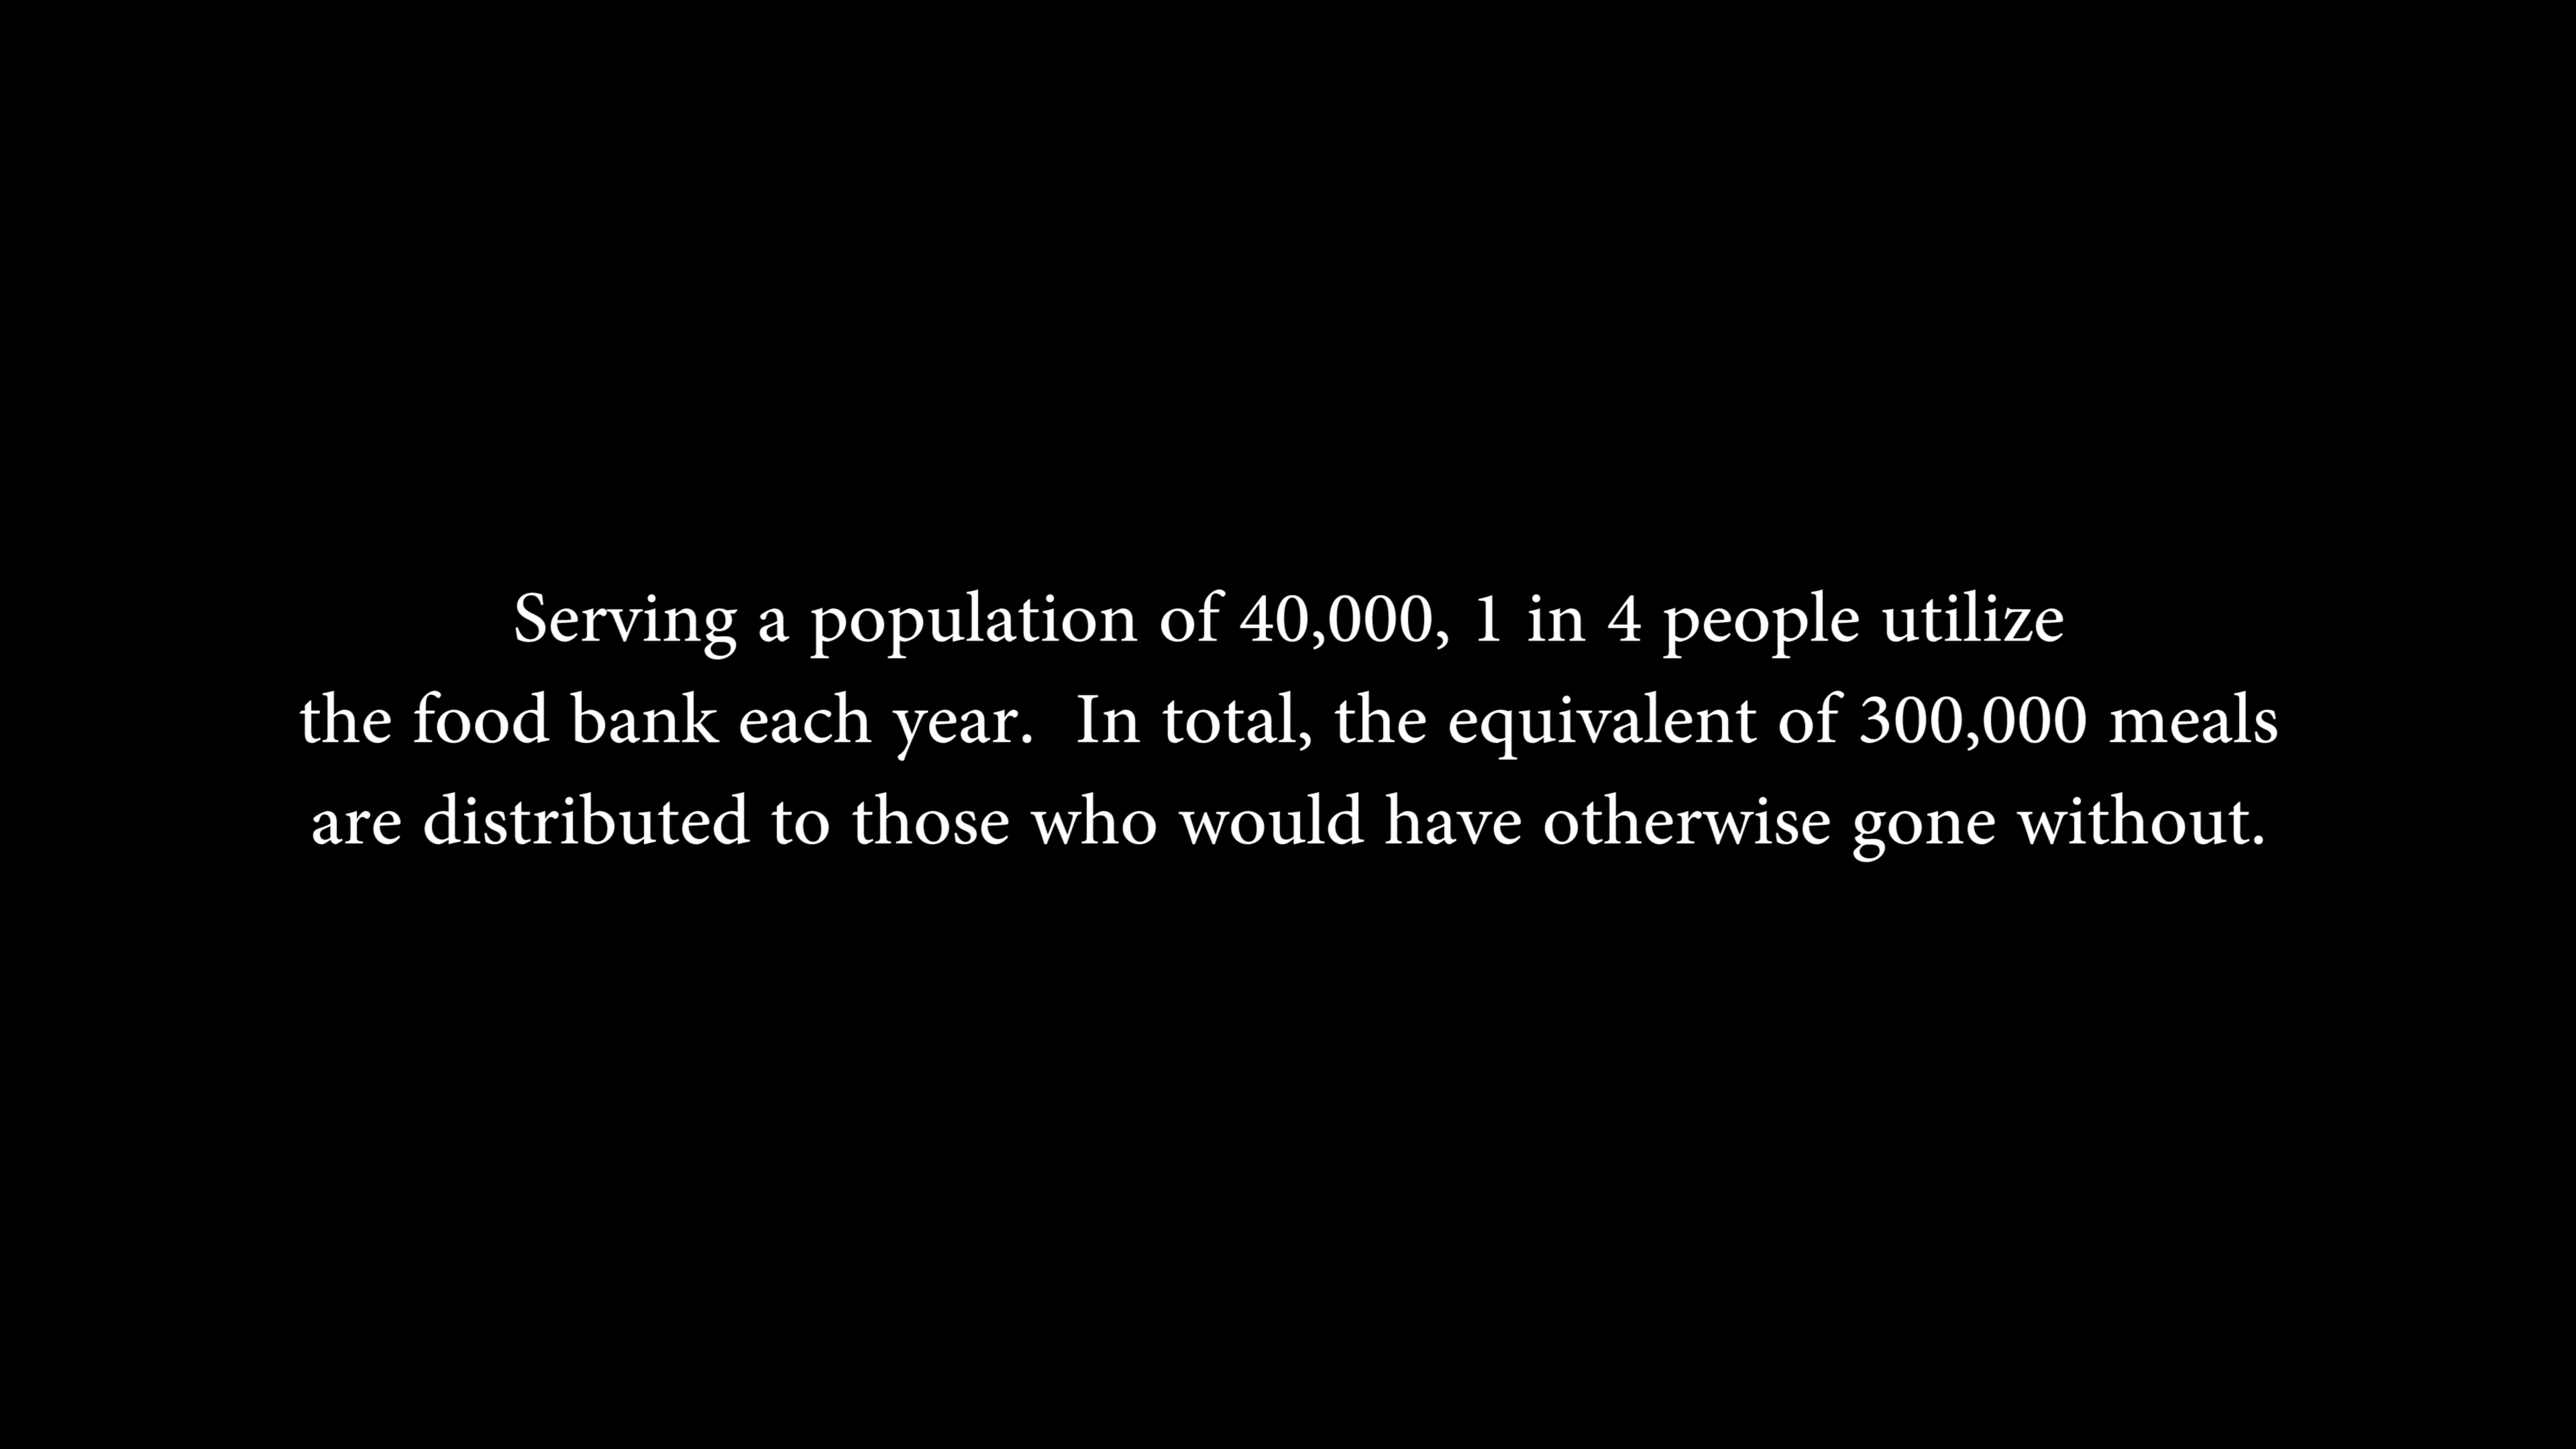 Serving a population of 40,000, 1 in 4 people utilize
the food bank each year.  In total, the equivalent of 300,000 meals
are distributed to those who would have otherwise gone without.